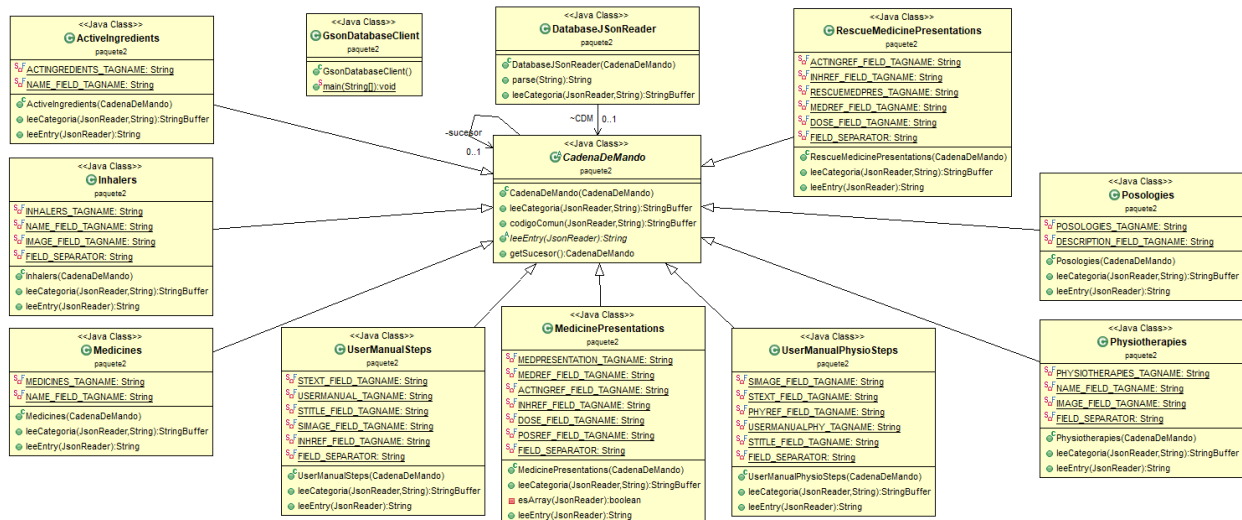 <<Java Class>>
ActiveIngredients
paquete2
ACTINGREDIENTS_TAGNAME: String
NAME_FIELD_TAGNAME: String
ActiveIngredients(CadenaDeMando)
leeCategoria(JsonReader,String):StringBuffer
leeEntry(JsonReader):String
<<Java Class>>
GsonDatabaseClient
paquete2
GsonDatabaseClient()
main(String[]):void
<<Java Class>>
DatabaseJSonReader
paquete2
DatabaseJSonReader(CadenaDeMando)
parse(String):String
leeCategoria(JsonReader,String):StringBuffer
<<Java Class>>
RescueMedicinePresentations
paquete2
ACTINGREF_FIELD_TAGNAME: String
INHREF_FIELD_TAGNAME: String
RESCUEMEDPRES_TAGNAME: String
MEDREF_FIELD_TAGNAME: String
DOSE_FIELD_TAGNAME: String
FIELD_SEPARATOR: String
RescueMedicinePresentations(CadenaDeMando)
leeCategoria(JsonReader,String):StringBuffer
leeEntry(JsonReader):String
~CDM 0..1
-sucesor
0..1
<<Java Class>>
CadenaDeMando
paquete2
CadenaDeMando(CadenaDeMando)
leeCategoria(JsonReader,String):StringBuffer
codigoComun(JsonReader,String):StringBuffer
leeEntry(JsonReader):String
getSucesor():CadenaDeMando
<<Java Class>>
Inhalers
paquete2
INHALERS_TAGNAME: String
NAME_FIELD_TAGNAME: String
IMAGE_FIELD_TAGNAME: String
FIELD_SEPARATOR: String
Inhalers(CadenaDeMando)
leeCategoria(JsonReader,String):StringBuffer
leeEntry(JsonReader):String
<<Java Class>>
Posologies
paquete2
POSOLOGIES_TAGNAME: String
DESCRIPTION_FIELD_TAGNAME: String
Posologies(CadenaDeMando)
leeCategoria(JsonReader,String):StringBuffer
leeEntry(JsonReader):String
<<Java Class>>
Medicines
paquete2
MEDICINES_TAGNAME: String
NAME_FIELD_TAGNAME: String
Medicines(CadenaDeMando)
leeCategoria(JsonReader,String):StringBuffer
leeEntry(JsonReader):String
<<Java Class>>
UserManualSteps
paquete2
STEXT_FIELD_TAGNAME: String
USERMANUAL_TAGNAME: String
STITLE_FIELD_TAGNAME: String
SIMAGE_FIELD_TAGNAME: String
INHREF_FIELD_TAGNAME: String
FIELD_SEPARATOR: String
UserManualSteps(CadenaDeMando)
leeCategoria(JsonReader,String):StringBuffer
leeEntry(JsonReader):String
<<Java Class>>
MedicinePresentations
paquete2
MEDPRESENTATION_TAGNAME: String
MEDREF_FIELD_TAGNAME: String
ACTINGREF_FIELD_TAGNAME: String
INHREF_FIELD_TAGNAME: String
DOSE_FIELD_TAGNAME: String
POSREF_FIELD_TAGNAME: String
FIELD_SEPARATOR: String
MedicinePresentations(CadenaDeMando)
leeCategoria(JsonReader,String):StringBuffer
esArray(JsonReader):boolean
leeEntry(JsonReader):String
<<Java Class>>
UserManualPhysioSteps
paquete2
SIMAGE_FIELD_TAGNAME: String
STEXT_FIELD_TAGNAME: String
PHYREF_FIELD_TAGNAME: String
USERMANUALPHY_TAGNAME: String
STITLE_FIELD_TAGNAME: String
FIELD_SEPARATOR: String
UserManualPhysioSteps(CadenaDeMando)
leeCategoria(JsonReader,String):StringBuffer
leeEntry(JsonReader):String
<<Java Class>>
Physiotherapies
paquete2
PHYSIOTHERAPIES_TAGNAME: String
NAME_FIELD_TAGNAME: String
IMAGE_FIELD_TAGNAME: String
FIELD_SEPARATOR: String
Physiotherapies(CadenaDeMando)
leeCategoria(JsonReader,String):StringBuffer
leeEntry(JsonReader):String